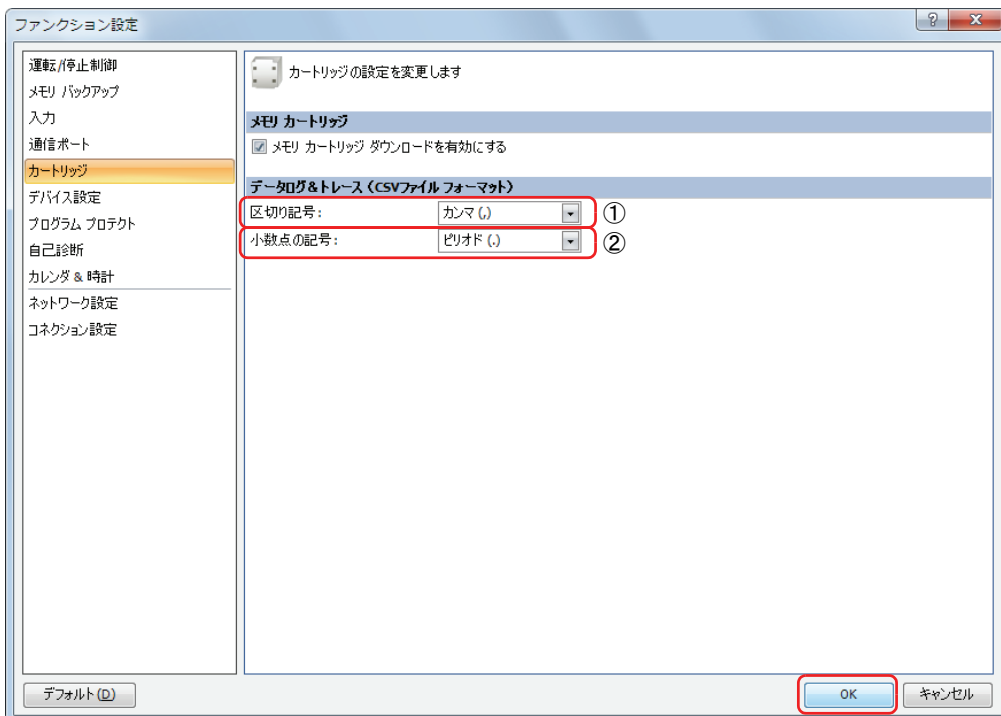 ファンクション設定
運転/停止制御
メモリ バックアップ
入力
通信ポート
カートリッジ
デバイス設定
プログラム プロテクト
自己診断
カレンダ & 時計
ネットワーク設定
コネクション設定
カートリッジの設定を変更します
メモリ カートリッジ
メモリ カートリッジ ダウンロードを有効にする
データログ&トレース (CSVファイル フォーマット)
区切り記号: カンマ (,) ①
小数点の記号: ピリオド (.) ②
デフォルト(D) OK キャンセル